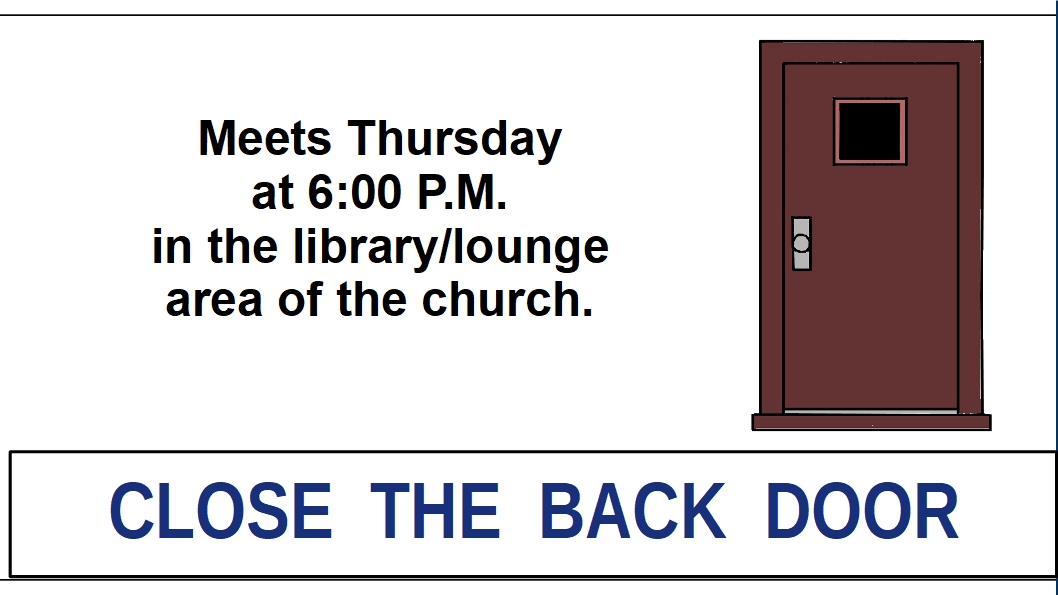 Meets Thursday
at 6:00 P.M.
in the library/lounge
area of the church.
CLOSE THE BACK DOOR